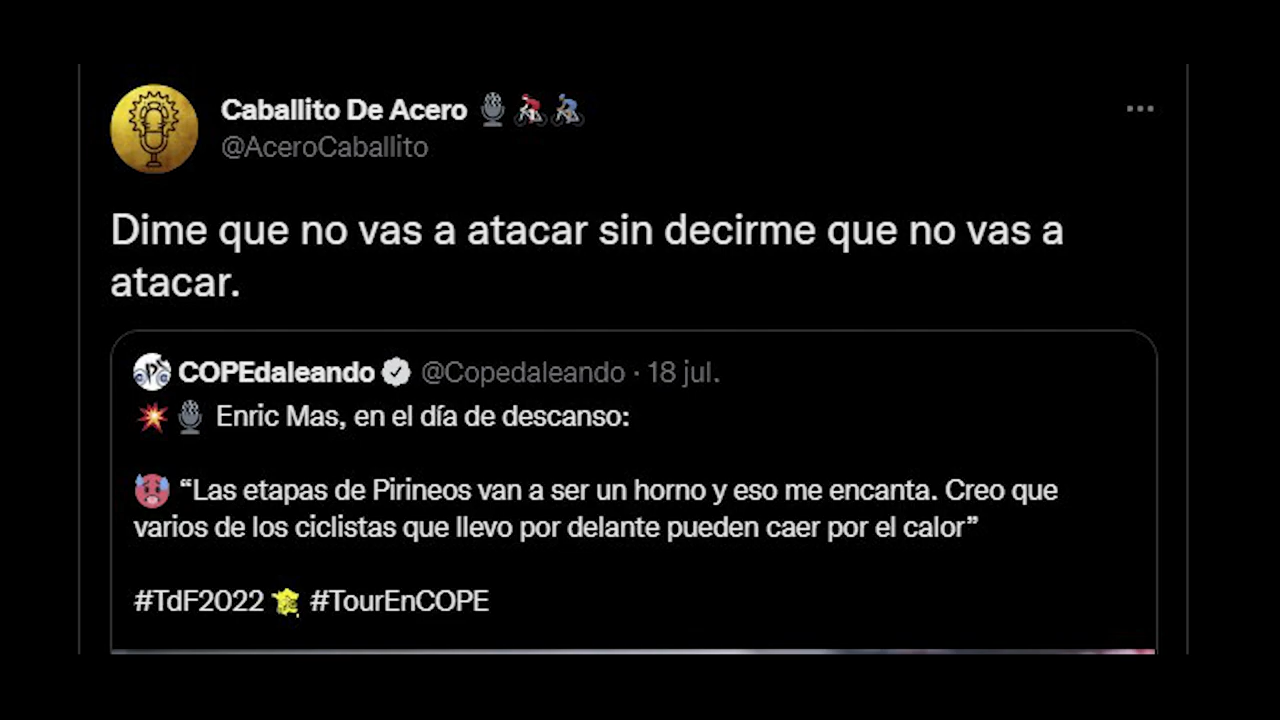 Caballito De Acero 🎙️🚴🚴
@AceroCaballito
Dime que no vas a atacar sin decirme que no vas a
atacar.
COPEdaleando @Copedaleando · 18 jul.
💥🎙️ Enric Mas, en el día de descanso:
🥵 “Las etapas de Pirineos van a ser un horno y eso me encanta. Creo que
varios de los ciclistas que llevo por delante pueden caer por el calor”
#TdF2022 #TourEnCOPE